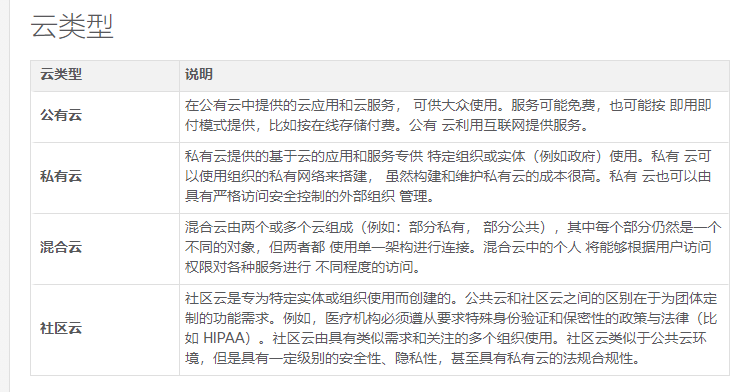 云类型
云类型 说明
公有云
在公有云中提供的云应用和云服务， 可供大众使用。服务可能免费，也可能按 即用即
付模式提供，比如按在线存储付费。公有 云利用互联网提供服务。
私有云
私有云提供的基于云的应用和服务专供 特定组织或实体（例如政府）使用。私有 云可
以使用组织的私有网络来搭建， 虽然构建和维护私有云的成本很高。私有 云也可以由
具有严格访问安全控制的外部组织 管理。
混合云
混合云由两个或多个云组成（例如：部分私有， 部分公共），其中每个部分仍然是一个
不同的对象，但两者都 使用单一架构进行连接。混合云中的个人 将能够根据用户访问
权限对各种服务进行 不同程度的访问。
社区云
社区云是专为特定实体或组织使用而创建的。公共云和社区云之间的区别在于为团体定
制的功能需求。例如，医疗机构必须遵从要求特殊身份验证和保密性的政策与法律（比
如 HIPAA）。社区云由具有类似需求和关注的多个组织使用。社区云类似于公共云环
境，但是具有一定级别的安全性、隐私性，甚至具有私有云的法规合规性。